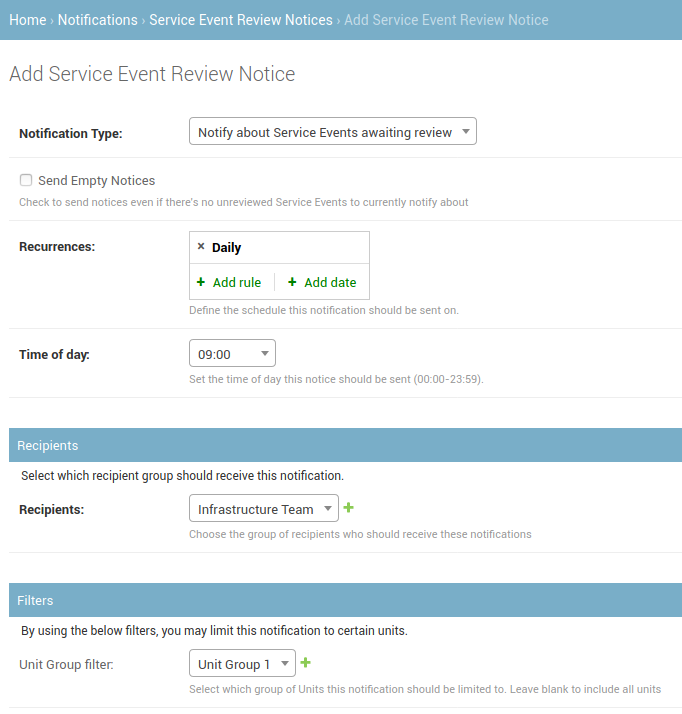 Home › Notifications › Service Event Review Notices › Add Service Event Review Notice
Add Service Event Review Notice
Notification Type: Notify about Service Events awaiting review
Send Empty Notices
Check to send notices even if there's no unreviewed Service Events to currently notify about
Recurrences: × Daily
+ Add rule + Add date
Define the schedule this notification should be sent on.
Time of day: 09:00
Set the time of day this notice should be sent (00:00-23:59).
Recipients
Select which recipient group should receive this notification.
Recipients: Infrastructure Team +
Choose the group of recipients who should receive these notifications
Filters
By using the below filters, you may limit this notification to certain units.
Unit Group filter: Unit Group 1 +
Select which group of Units this notification should be limited to. Leave blank to include all units